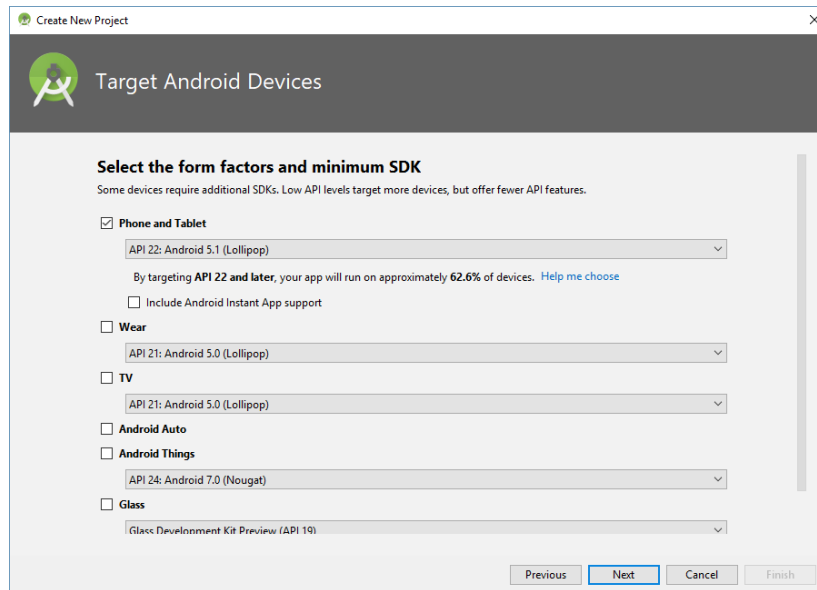 Create New Project
Target Android Devices
Select the form factors and minimum SDK
Some devices require additional SDKs. Low API levels target more devices, but offer fewer API features.
Phone and Tablet
API 22: Android 5.1 (Lollipop)
By targeting API 22 and later, your app will run on approximately 62.6% of devices. Help me choose
Include Android Instant App support
Wear
API 21: Android 5.0 (Lollipop)
TV
API 21: Android 5.0 (Lollipop)
Android Auto
Android Things
API 24: Android 7.0 (Nougat)
Glass
Glass Development Kit Preview (API 19)
Previous Next Cancel Finish